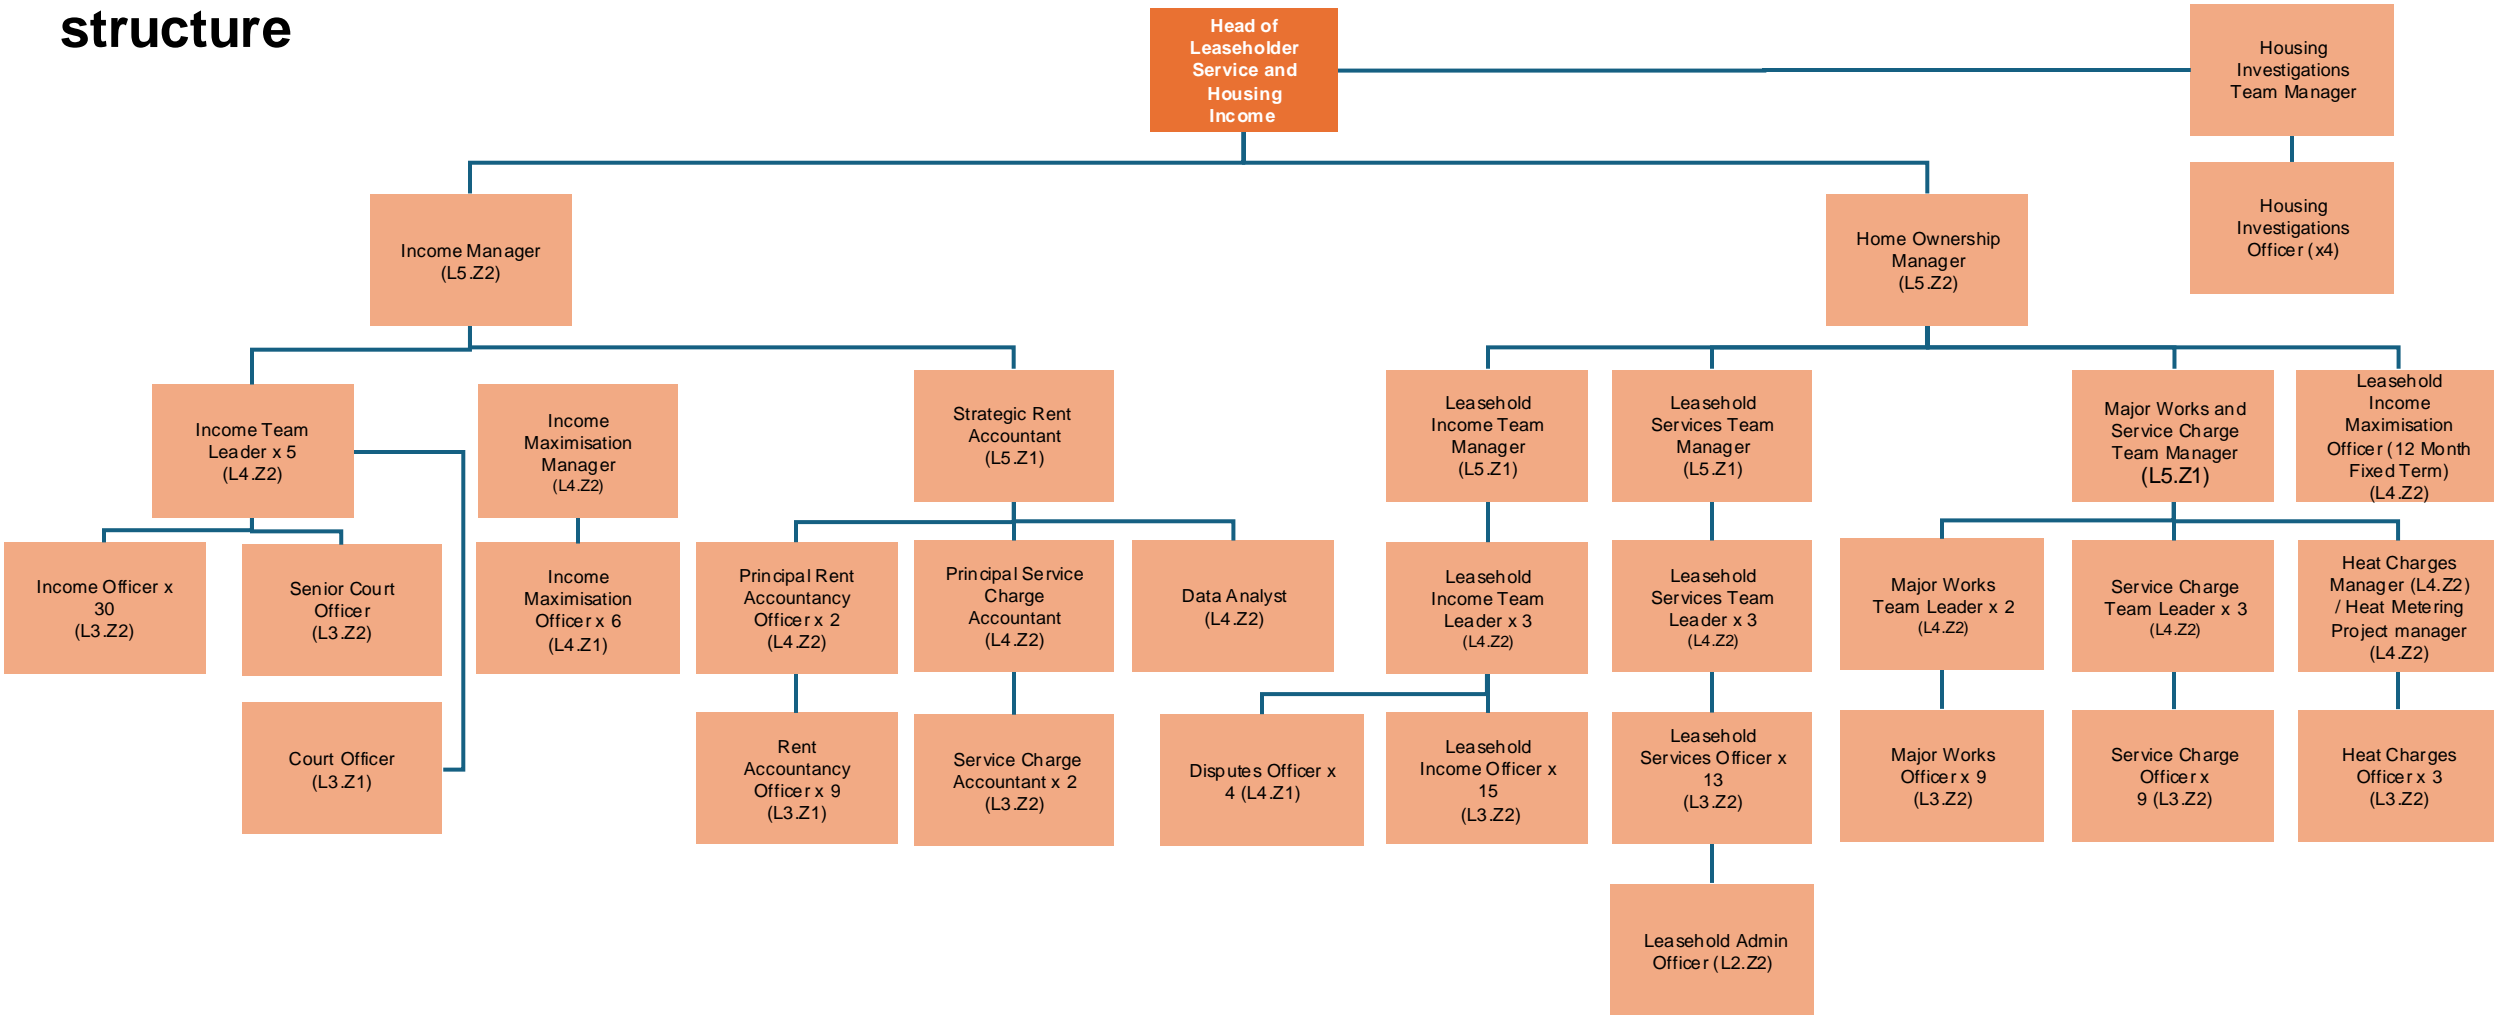 structure
Head of
Leaseholder
Service and
Housing
Income
Housing
Investigations
Team Manager
Housing
Investigations
Officer (x4)
Income Manager
(L5.Z2)
Home Ownership
Manager
(L5.Z2)
Income Team
Leader x 5
(L4.Z2)
Income
Maximisation
Manager
(L4.Z2)
Strategic Rent
Accountant
(L5.Z1)
Leasehold
Income Team
Manager
(L5.Z1)
Leasehold
Services Team
Manager
(L5.Z1)
Major Works and
Service Charge
Team Manager
(L5.Z1)
Leasehold
Income
Maximisation
Officer (12 Month
Fixed Term)
(L4.Z2)
Income Officer x
30
(L3.Z2)
Senior Court
Officer
(L3.Z2)
Income
Maximisation
Officer x 6
(L4.Z1)
Principal Rent
Accountancy
Officer x 2
(L4.Z2)
Principal Service
Charge
Accountant
(L4.Z2)
Data Analyst
(L4.Z2)
Leasehold
Income Team
Leader x 3
(L4.Z2)
Leasehold
Services Team
Leader x 3
(L4.Z2)
Major Works
Team Leader x 2
(L4.Z2)
Service Charge
Team Leader x 3
(L4.Z2)
Heat Charges
Manager (L4.Z2)
/ Heat Metering
Project manager
(L4.Z2)
Court Officer
(L3.Z1)
Rent
Accountancy
Officer x 9
(L3.Z1)
Service Charge
Accountant x 2
(L3.Z2)
Disputes Officer x
4 (L4.Z1)
Leasehold
Income Officer x
15
(L3.Z2)
Leasehold
Services Officer x
13
(L3.Z2)
Major Works
Officer x 9
(L3.Z2)
Service Charge
Officer x
9 (L3.Z2)
Heat Charges
Officer x 3
(L3.Z2)
Leasehold Admin
Officer (L2.Z2)